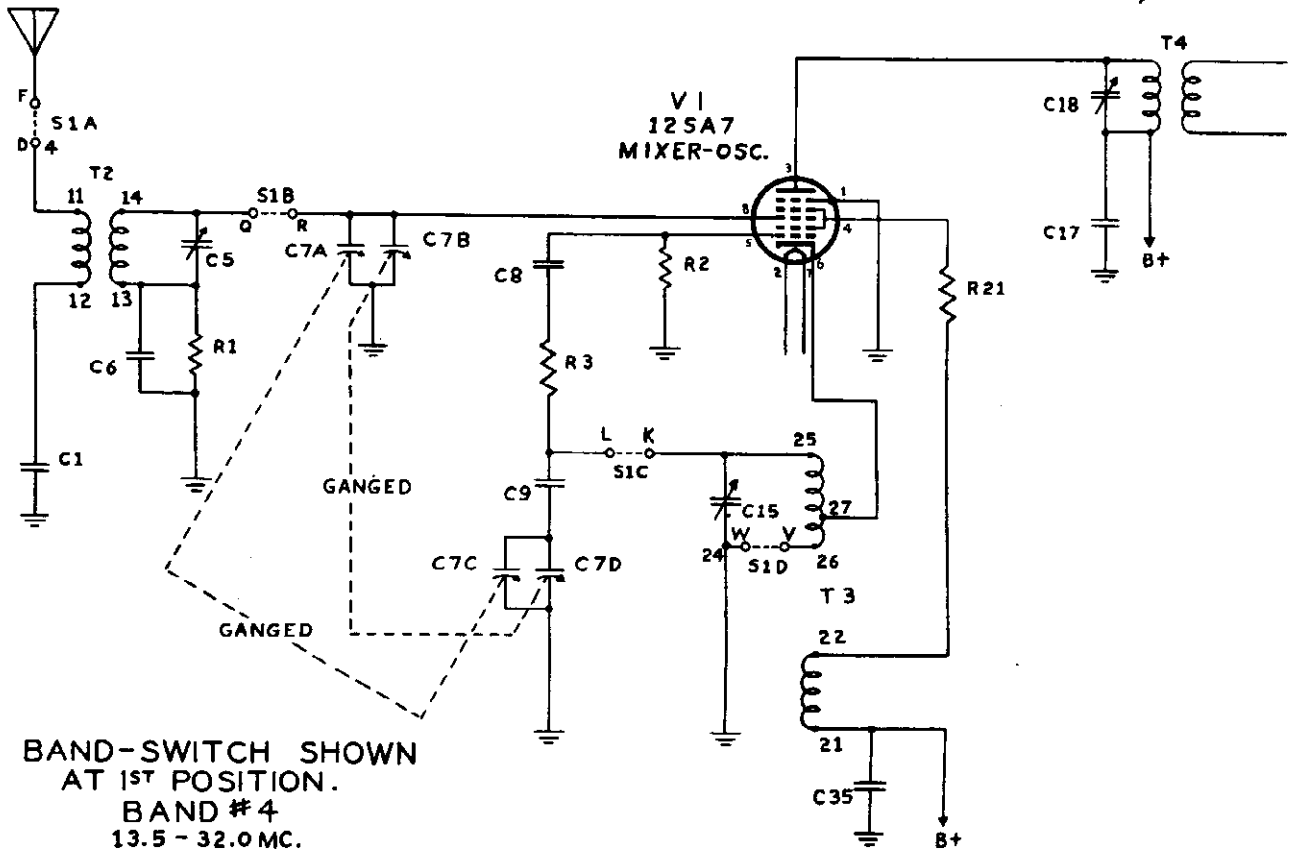 T4
F
S1A
D 4
C18
V1
12SA7
MIXER-OSC.
T2
3
11 14
S1B
1
Q R
8
4
C5
C7A C7B
C17
5
C8
R2
2 7 6
B+
12 13
R21
C6
R1
R3
L K
25
C1
S1C
GANGED
C9
C15
27
W V
24
S1D
26
C7C C7D
T3
GANGED
22
BAND-SWITCH SHOWN
AT 1ST POSITION.
BAND #4
13.5 - 32.0 MC.
21
C35
B+